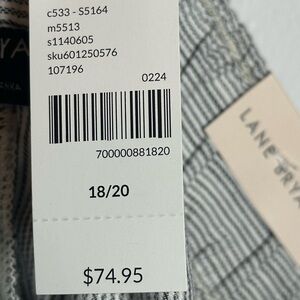 c533 - S5164
m5513
s1140605
sku601250576
107196
0224
700000881820
18/20
$74.95
LANE BRYA